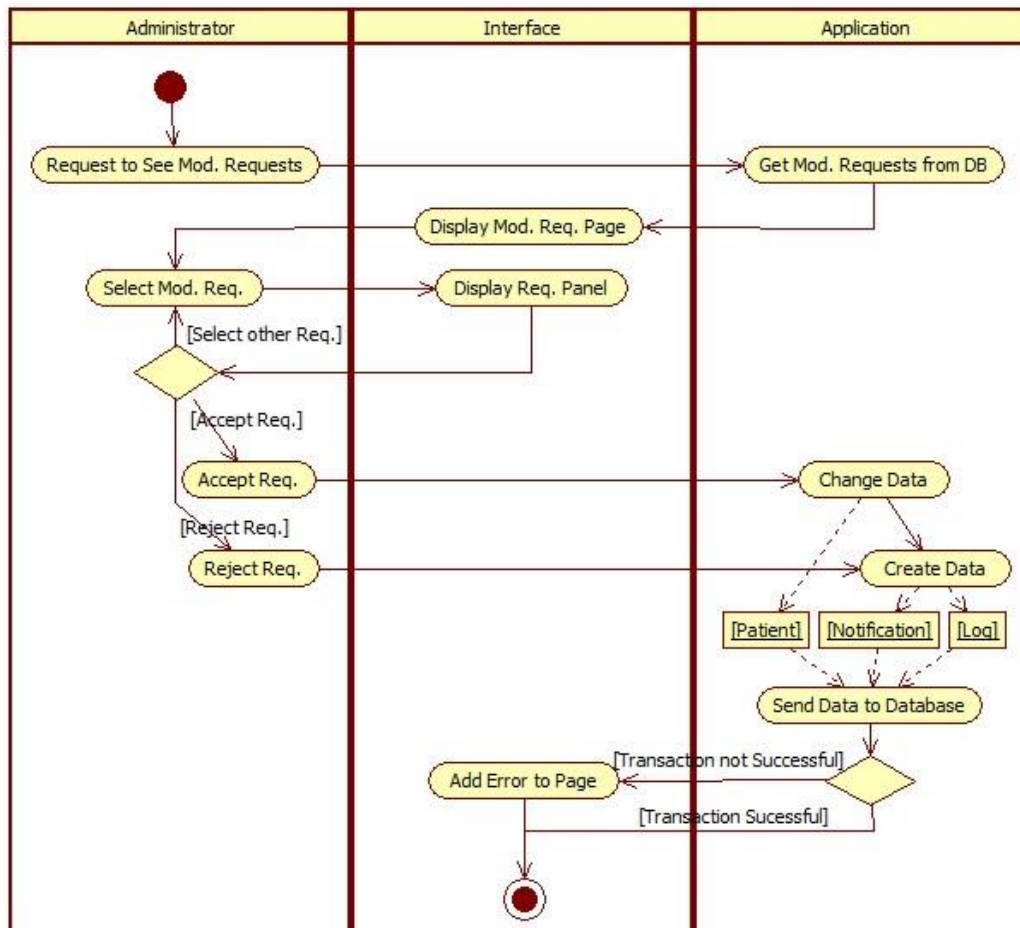 Administrator
Interface
Application
Request to See Mod. Requests
Get Mod. Requests from DB
Display Mod. Req. Page
Select Mod. Req.
Display Req. Panel
[Select other Req.]
[Accept Req.]
Accept Req.
Change Data
[Reject Req.]
Reject Req.
Create Data
[Patient]
[Notification]
[Log]
Send Data to Database
[Transaction not Successful]
Add Error to Page
[Transaction Sucessful]